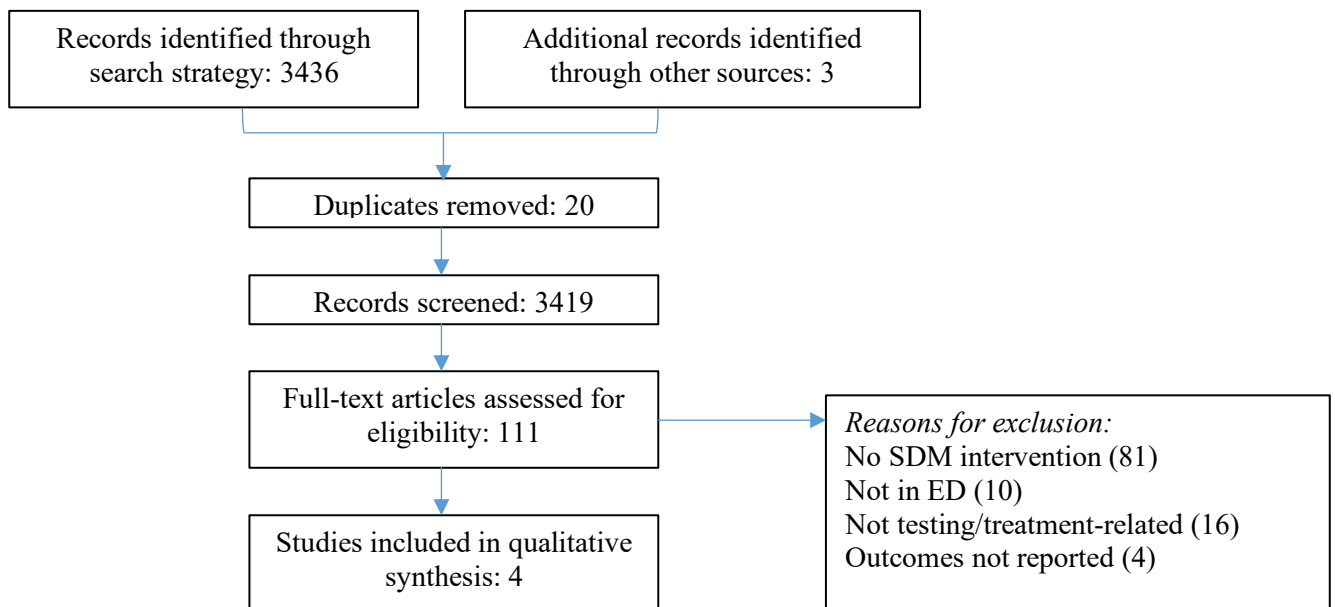 Records identified through
search strategy: 3436
Additional records identified
through other sources: 3
Duplicates removed: 20
Records screened: 3419
Full-text articles assessed for
eligibility: 111
Reasons for exclusion:
No SDM intervention (81)
Not in ED (10)
Not testing/treatment-related (16)
Outcomes not reported (4)
Studies included in qualitative
synthesis: 4